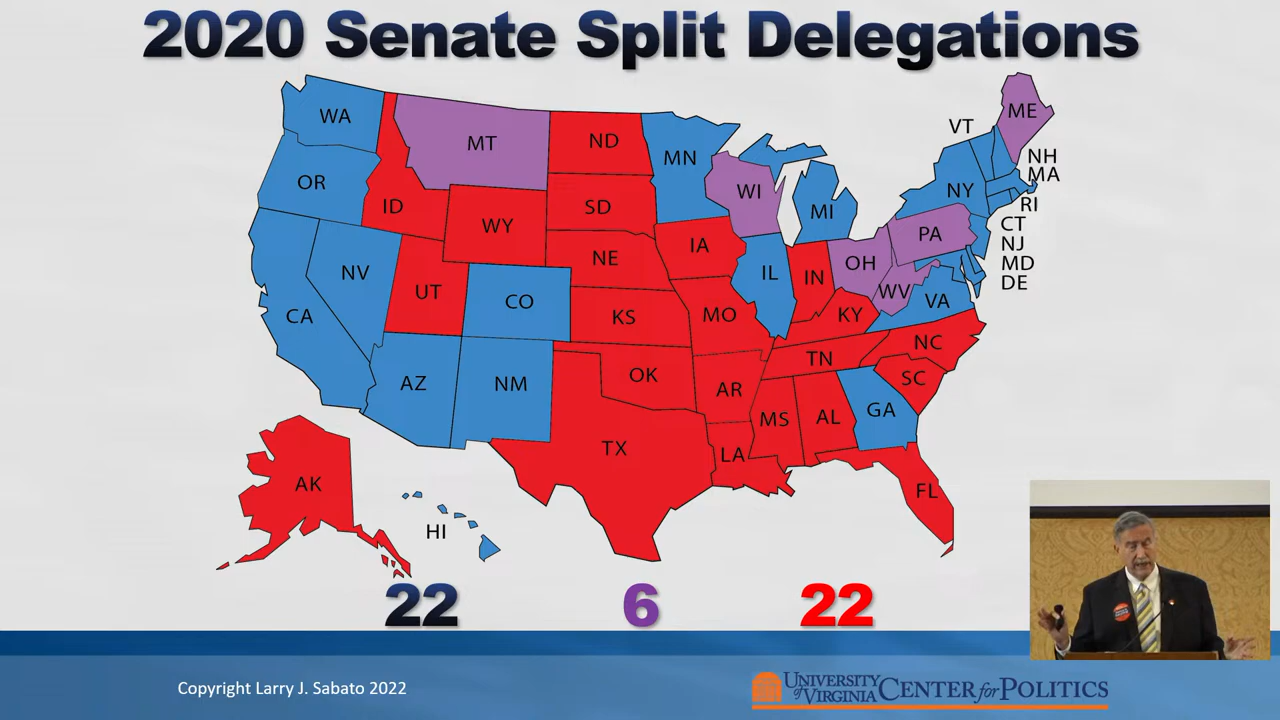 2020 Senate Split Delegations
WA
MT
ND
MN
VT
ME
OR
ID
WY
SD
WI
MI
NY
NH
MA
RI
CT
NJ
MD
DE
NV
UT
CO
NE
IA
IL
IN
OH
PA
WV
VA
CA
KS
MO
KY
NC
AZ
NM
OK
AR
TN
SC
TX
LA
MS
AL
GA
FL
AK
HI
22 6 22
Copyright Larry J. Sabato 2022
UNIVERSITY
of VIRGINIA CENTER for POLITICS